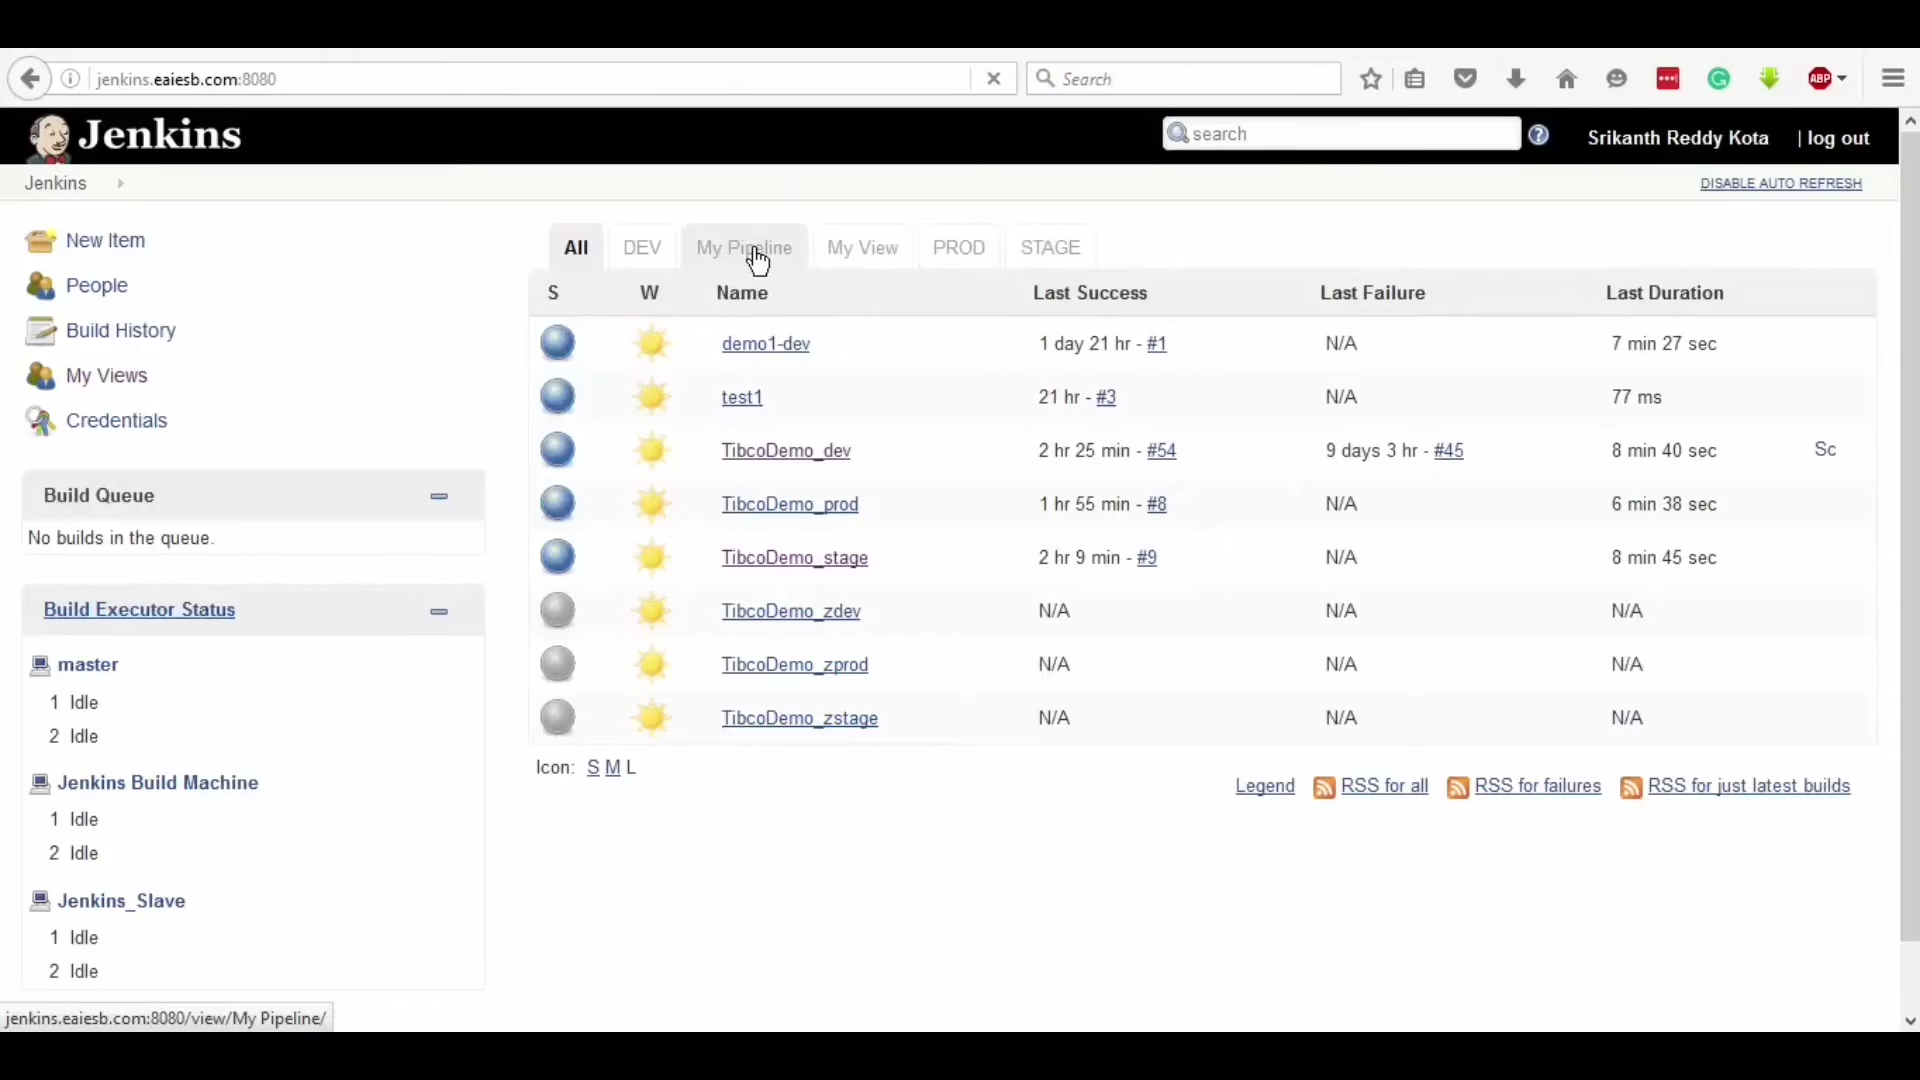 jenkins.eaiesb.com:8080
Search
ABP
Jenkins
search
Srikanth Reddy Kota | log out
Jenkins
DISABLE AUTO REFRESH
New Item
People
Build History
My Views
Credentials
Build Queue
No builds in the queue.
Build Executor Status
master
1 Idle
2 Idle
Jenkins Build Machine
1 Idle
2 Idle
Jenkins_Slave
1 Idle
2 Idle
All DEV My Pipeline My View PROD STAGE
S W Name Last Success Last Failure Last Duration
demo1-dev 1 day 21 hr - #1 N/A 7 min 27 sec
test1 21 hr - #3 N/A 77 ms
TibcoDemo_dev 2 hr 25 min - #54 9 days 3 hr - #45 8 min 40 sec Sc
TibcoDemo_prod 1 hr 55 min - #8 N/A 6 min 38 sec
TibcoDemo_stage 2 hr 9 min - #9 N/A 8 min 45 sec
TibcoDemo_zdev N/A N/A N/A
TibcoDemo_zprod N/A N/A N/A
TibcoDemo_zstage N/A N/A N/A
Icon: S M L
Legend RSS for all RSS for failures RSS for just latest builds
jenkins.eaiesb.com:8080/view/My Pipeline/